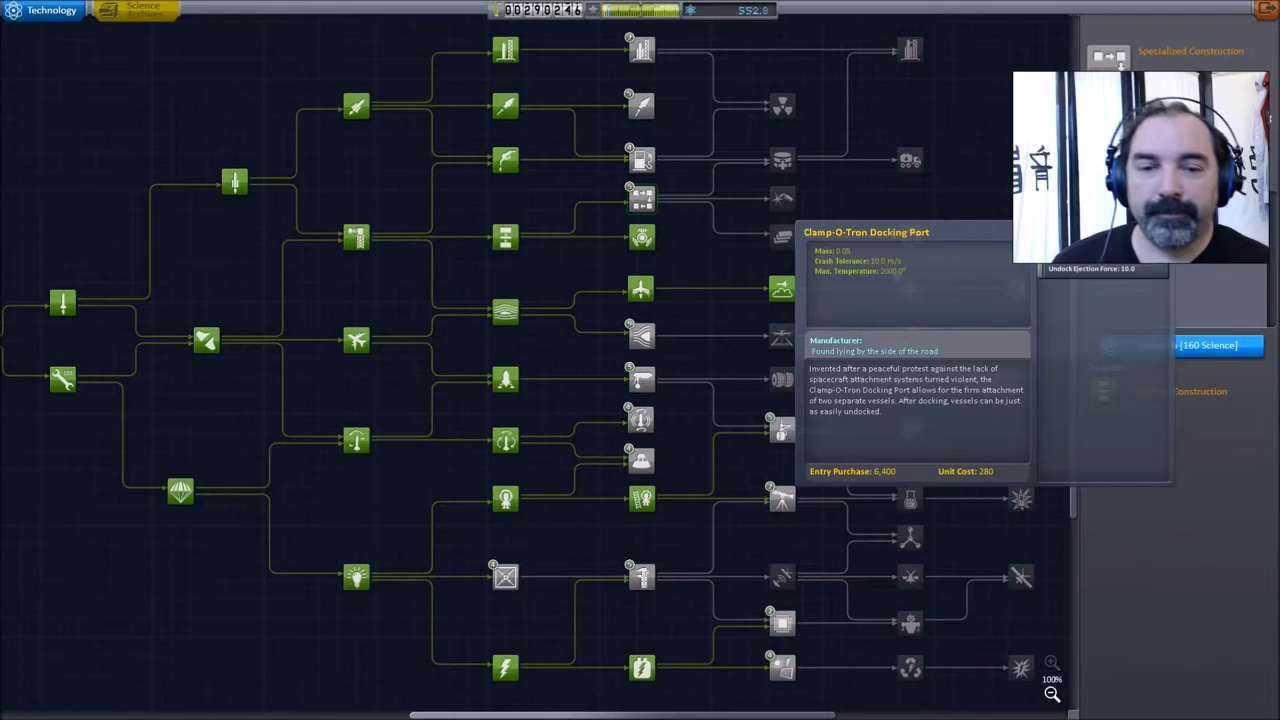 Technology
Science
Archives
00290246
552.8
Specialized Construction
Clamp-O-Tron Docking Port
Mass: 0.05
Crash Tolerance: 10.0 m/s
Max. Temperature: 2000.0°
Undock Ejection Force: 10.0
Manufacturer:
Found lying by the side of the road
[160 Science]
Invented after a peaceful protest against the lack of
spacecraft attachment systems turned violent, the
Clamp-O-Tron Docking Port allows for the firm attachment
of two separate vessels. After docking, vessels can be just
as easily undocked.
Construction
Entry Purchase: 6,400
Unit Cost: 280
100%